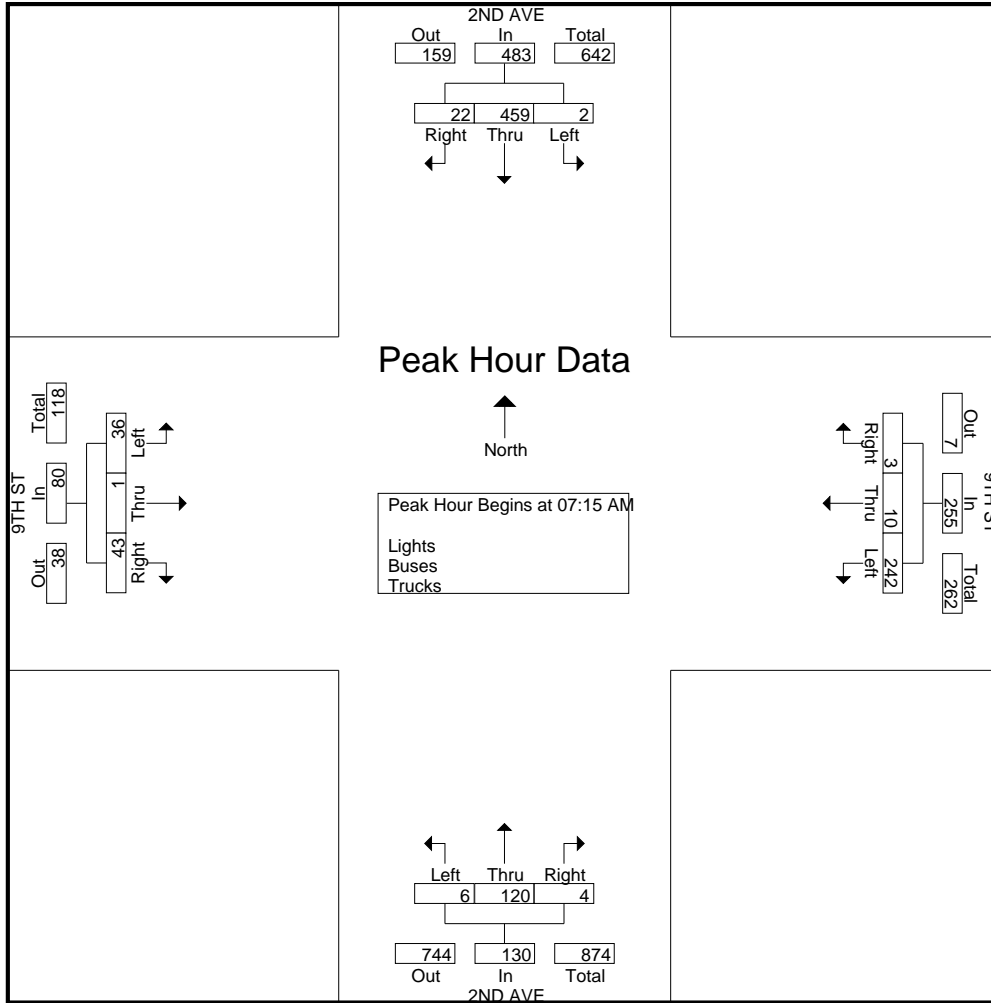 2ND AVE
Out In Total
159 483 642
22 459 2
Right Thru Left
Peak Hour Data
North
Peak Hour Begins at 07:15 AM
Lights
Buses
Trucks
9TH ST
Total In Out
118 80 38
36 1 43
Left Thru Right
Right Thru Left
3 10 242
Out In Total
7 255 262
9TH ST
Left Thru Right
6 120 4
744 130 874
Out In Total
2ND AVE